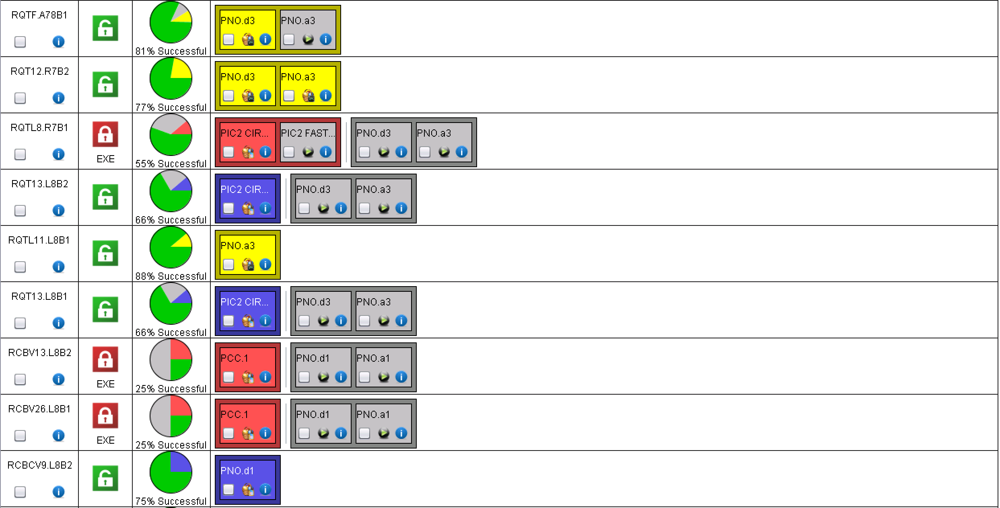 RQTF.A78B1
81% Successful
PNO.d3
PNO.a3
RQT12.R7B2
77% Successful
PNO.d3
PNO.a3
RQTL8.R7B1
EXE
55% Successful
PIC2 CIR...
PIC2 FAST...
PNO.d3
PNO.a3
RQT13.L8B2
66% Successful
PIC2 CIR...
PNO.d3
PNO.a3
RQTL11.L8B1
88% Successful
PNO.a3
RQT13.L8B1
66% Successful
PIC2 CIR...
PNO.d3
PNO.a3
RCBV13.L8B2
EXE
25% Successful
PCC.1
PNO.d1
PNO.a1
RCBV26.L8B1
EXE
25% Successful
PCC.1
PNO.d1
PNO.a1
RCBCV9.L8B2
75% Successful
PNO.d1